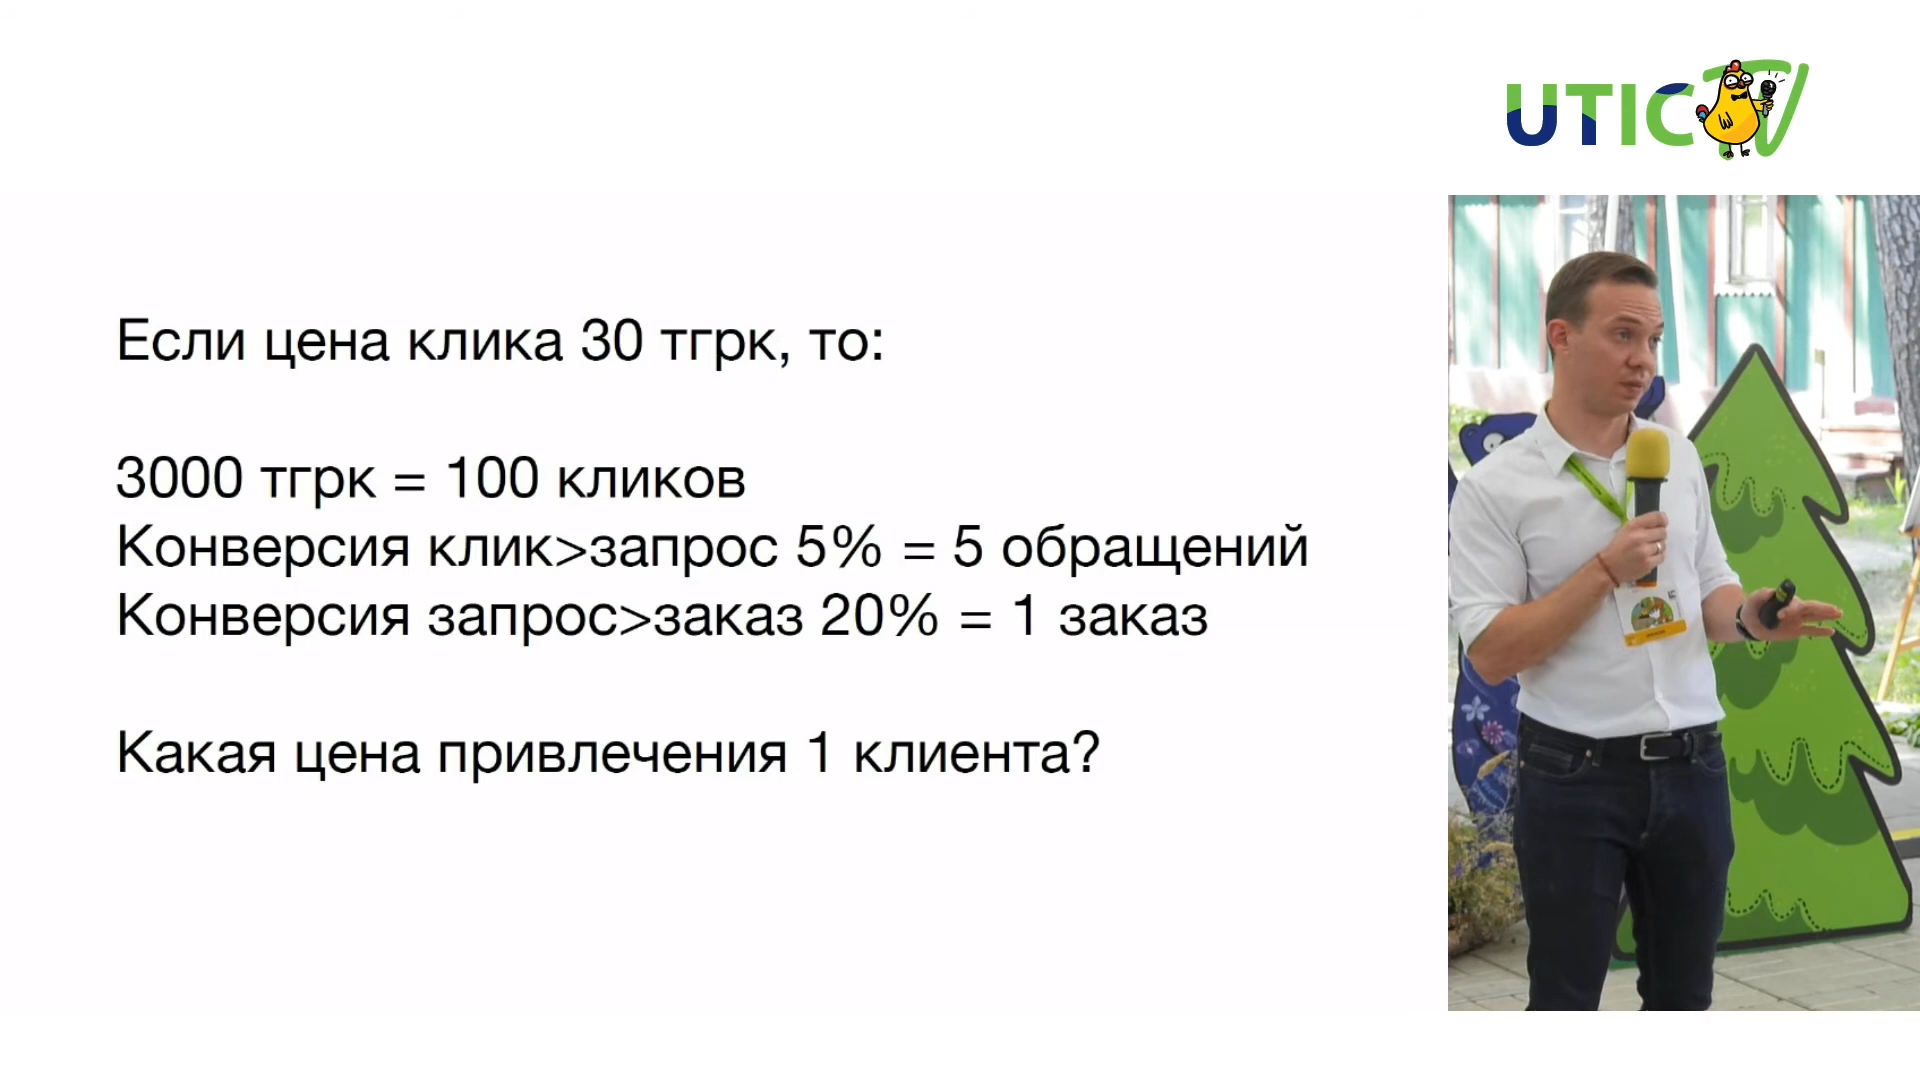 UTIC TV
Если цена клика 30 тгрк, то:
3000 тгрк = 100 кликов
Конверсия клик>запрос 5% = 5 обращений
Конверсия запрос>заказ 20% = 1 заказ
Какая цена привлечения 1 клиента?